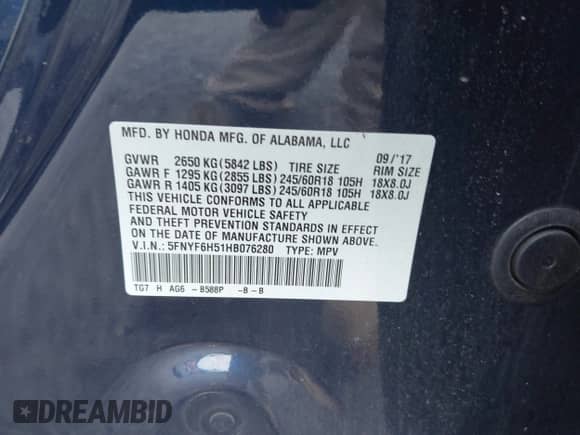 MFD. BY HONDA MFG. OF ALABAMA, LLC
09/'17
GVWR 2650 KG(5842 LBS) TIRE SIZE RIM SIZE
GAWR F 1295 KG(2855 LBS)245/60R18 105H 18X8.0J
GAWR R 1405 KG(3097 LBS)245/60R18 105H 18X8.0J
THIS VEHICLE CONFORMS TO ALL APPLICABLE
FEDERAL MOTOR VEHICLE SAFETY
AND THEFT PREVENTION STANDARDS IN EFFECT
ON THE DATE OF MANUFACTURE SHOWN ABOVE.
V.I.N.: 5FNYF6H51HB076280 TYPE: MPV
TG7 H AG6 -B588P -B-B
DREAMBID